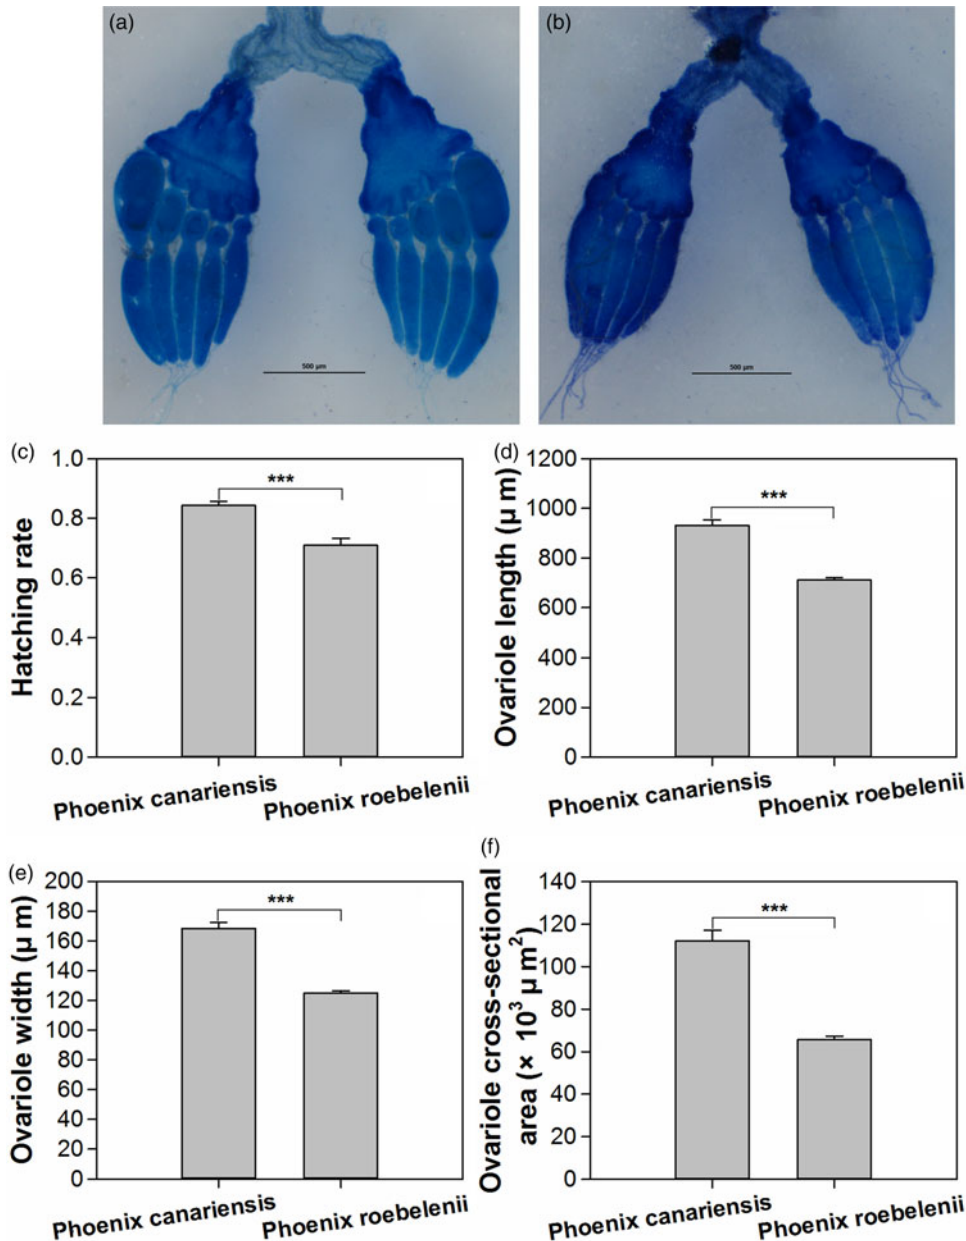 (a)
(b)
500 µm
500 µm
(c)
1.0
0.8
0.6
0.4
0.2
0.0
Hatching rate
***
Phoenix canariensis
Phoenix roebelenii
(d)
1200
1000
800
600
400
200
0
Ovariole length (µ m)
***
Phoenix canariensis
Phoenix roebelenii
(e)
200
180
160
140
120
100
80
60
40
20
0
Ovariole width (µ m)
***
Phoenix canariensis
Phoenix roebelenii
(f)
140
120
100
80
60
40
20
0
Ovariole cross-sectional
area (× 10³ µ m²)
***
Phoenix canariensis
Phoenix roebelenii